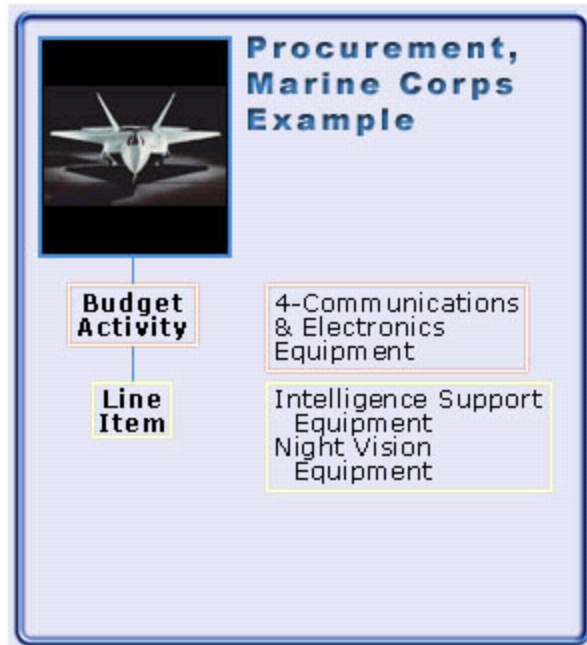 Procurement,
Marine Corps
Example
Budget
Activity
4-Communications
& Electronics
Equipment
Line
Item
Intelligence Support
Equipment
Night Vision
Equipment